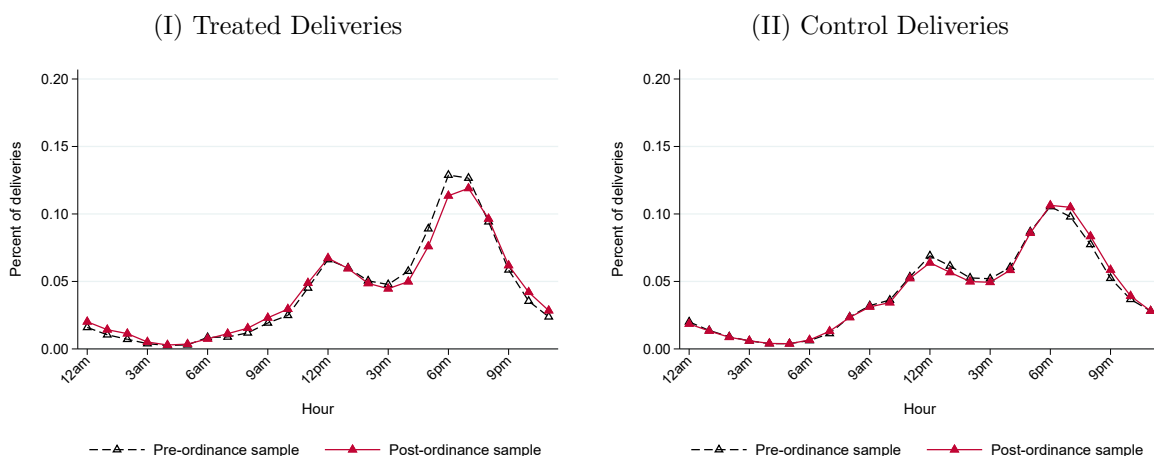 (I) Treated Deliveries
0.20
0.15
0.10
0.05
0.00
Percent of deliveries
12am 3am 6am 9am 12pm 3pm 6pm 9pm
Hour
Pre-ordinance sample Post-ordinance sample
(II) Control Deliveries
0.20
0.15
0.10
0.05
0.00
Percent of deliveries
12am 3am 6am 9am 12pm 3pm 6pm 9pm
Hour
Pre-ordinance sample Post-ordinance sample